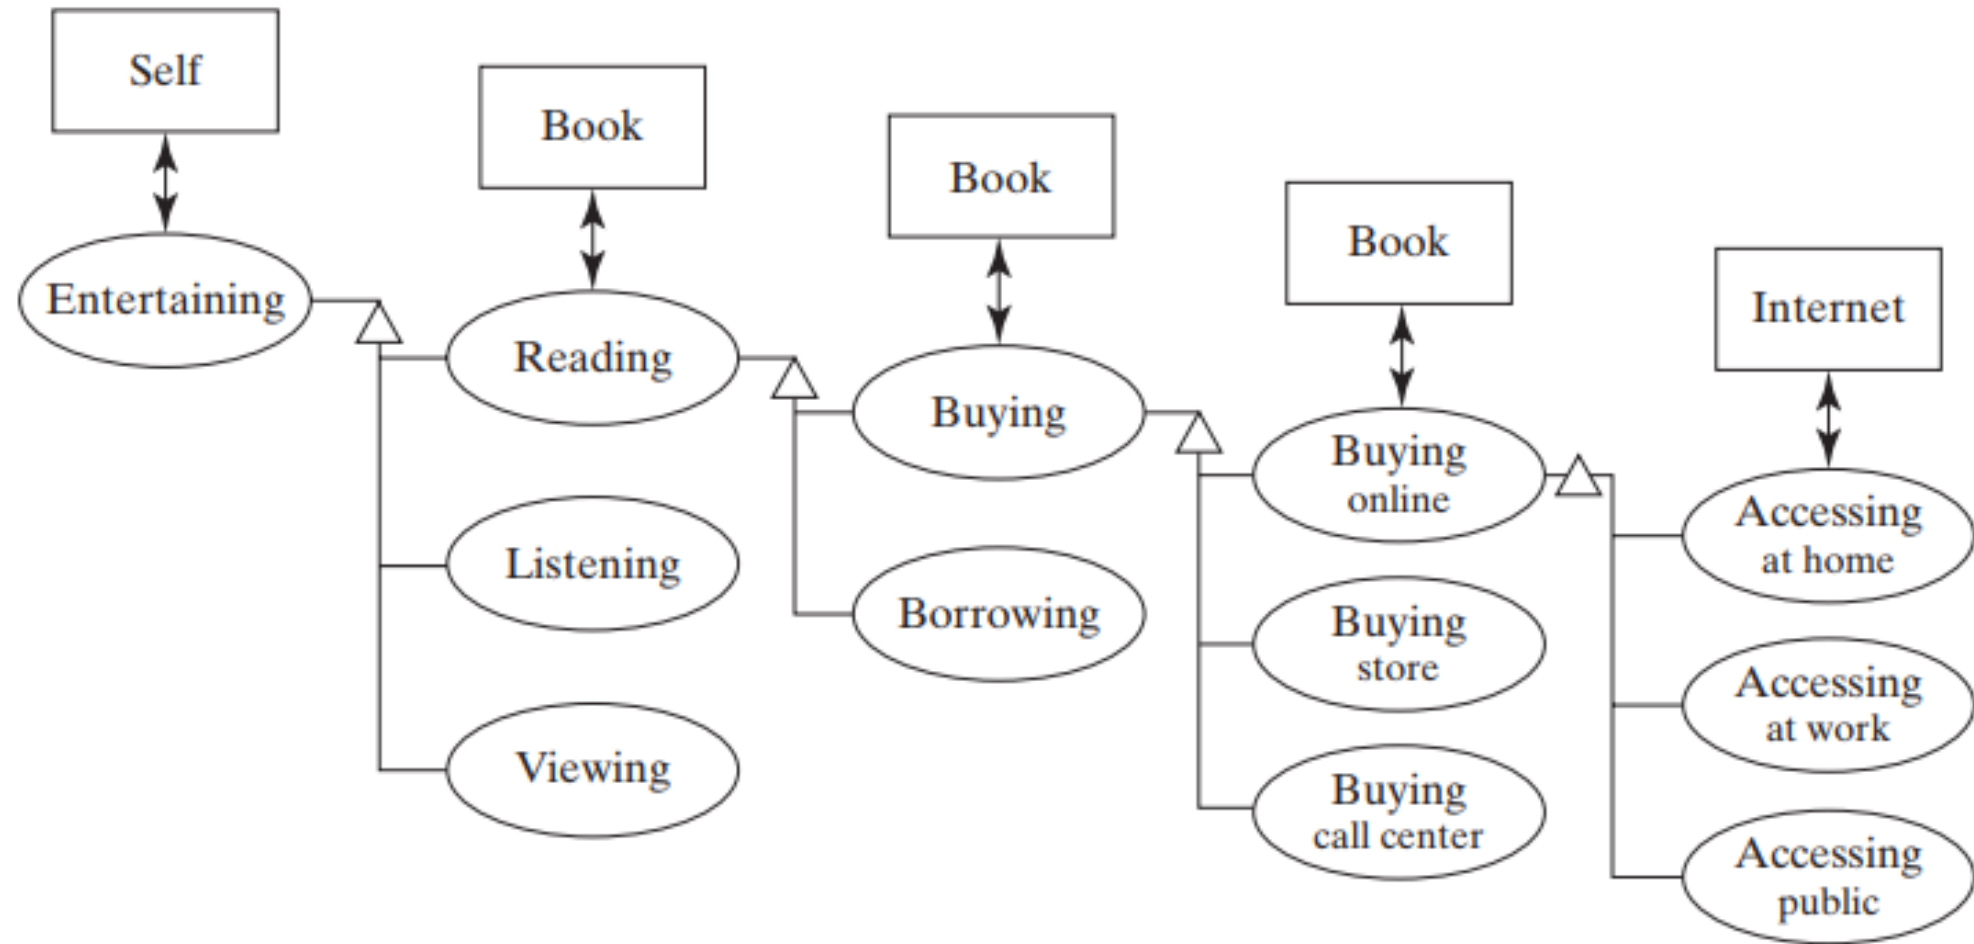 Self
Entertaining
Book
Reading
Listening
Viewing
Book
Buying
Borrowing
Book
Buying
online
Buying
store
Buying
call center
Internet
Accessing
at home
Accessing
at work
Accessing
public